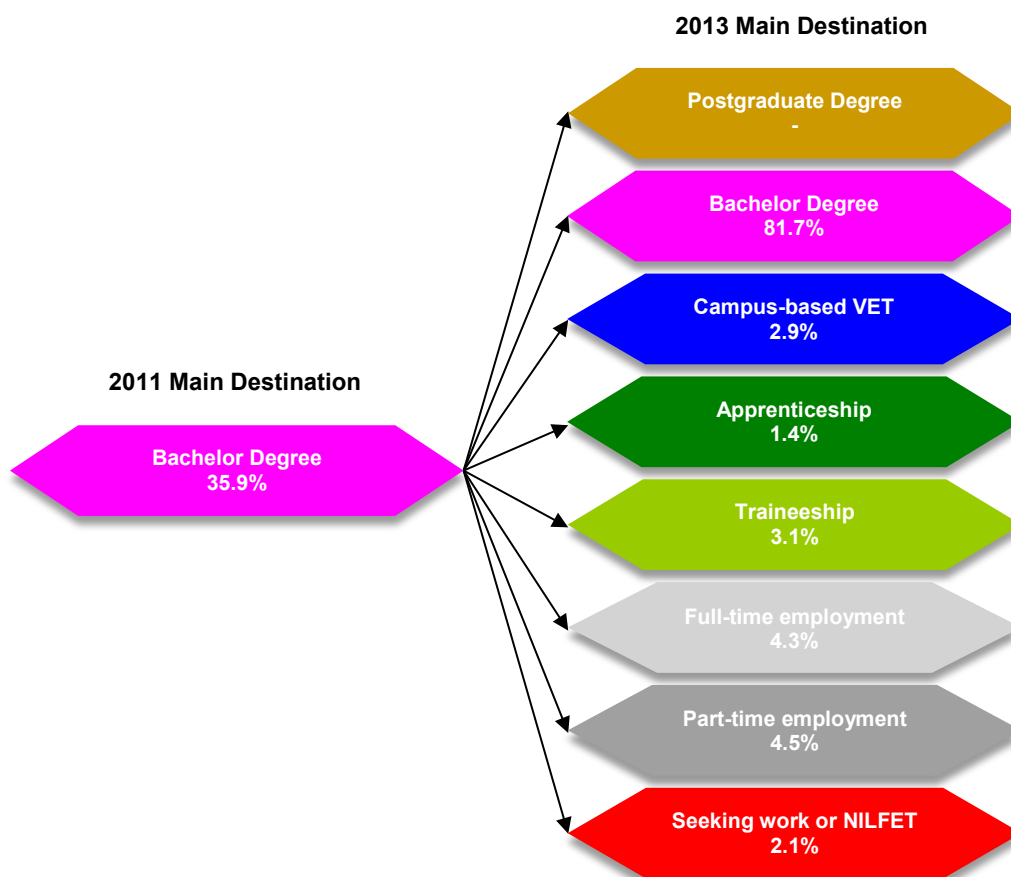 2013 Main Destination
Postgraduate Degree
-
Bachelor Degree
81.7%
Campus-based VET
2.9%
2011 Main Destination
Bachelor Degree
35.9%
Apprenticeship
1.4%
Traineeship
3.1%
Full-time employment
4.3%
Part-time employment
4.5%
Seeking work or NILFET
2.1%